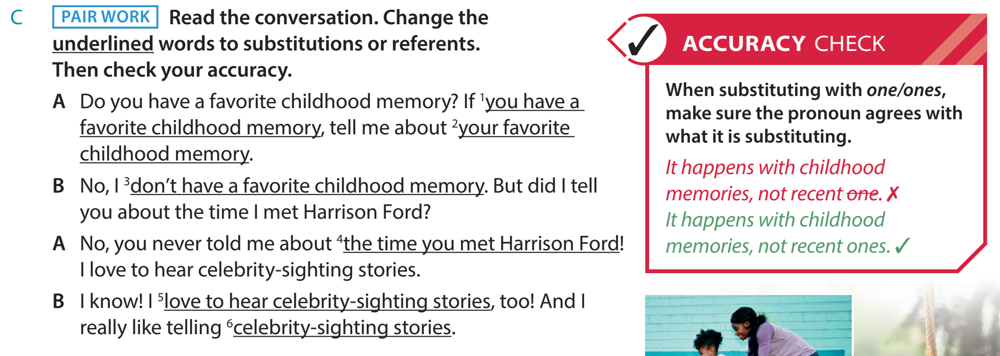 C PAIR WORK Read the conversation. Change the
underlined words to substitutions or referents.
Then check your accuracy.
A Do you have a favorite childhood memory? If 1you have a
favorite childhood memory, tell me about 2your favorite
childhood memory.
B No, I 3don't have a favorite childhood memory. But did I tell
you about the time I met Harrison Ford?
A No, you never told me about 4the time you met Harrison Ford!
I love to hear celebrity-sighting stories.
B I know! I 5love to hear celebrity-sighting stories, too! And I
really like telling 6celebrity-sighting stories.
✓ ACCURACY CHECK
When substituting with one/ones,
make sure the pronoun agrees with
what it is substituting.
It happens with childhood
memories, not recent one. ✗
It happens with childhood
memories, not recent ones. ✓